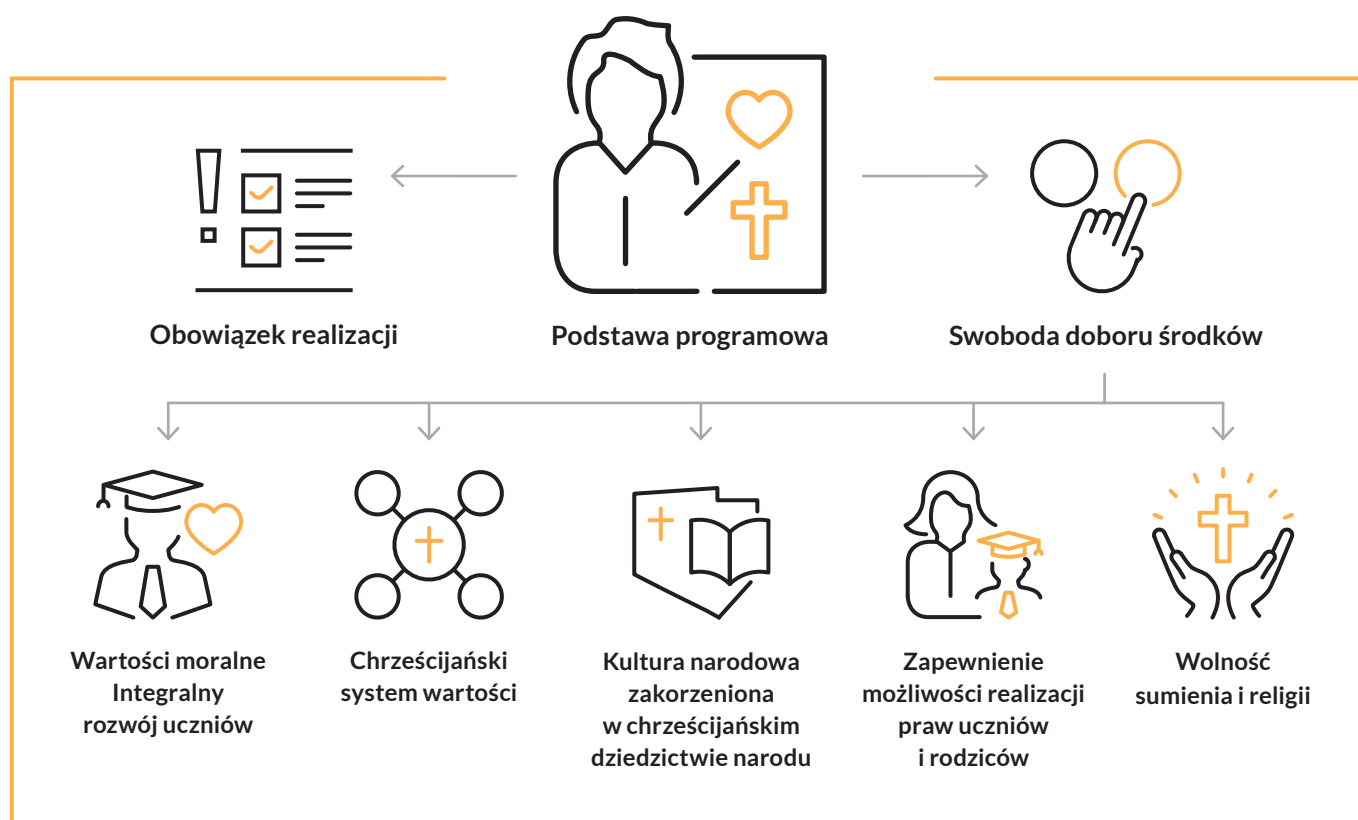 Obowiązek realizacji
Podstawa programowa
Swoboda doboru środków
Wartości moralne
Integralny
rozwój uczniów
Chrześcijański
system wartości
Kultura narodowa
zakorzeniona
w chrześcijańskim
dziedzictwie narodu
Zapewnienie
możliwości realizacji
praw uczniów
i rodziców
Wolność
sumienia i religii